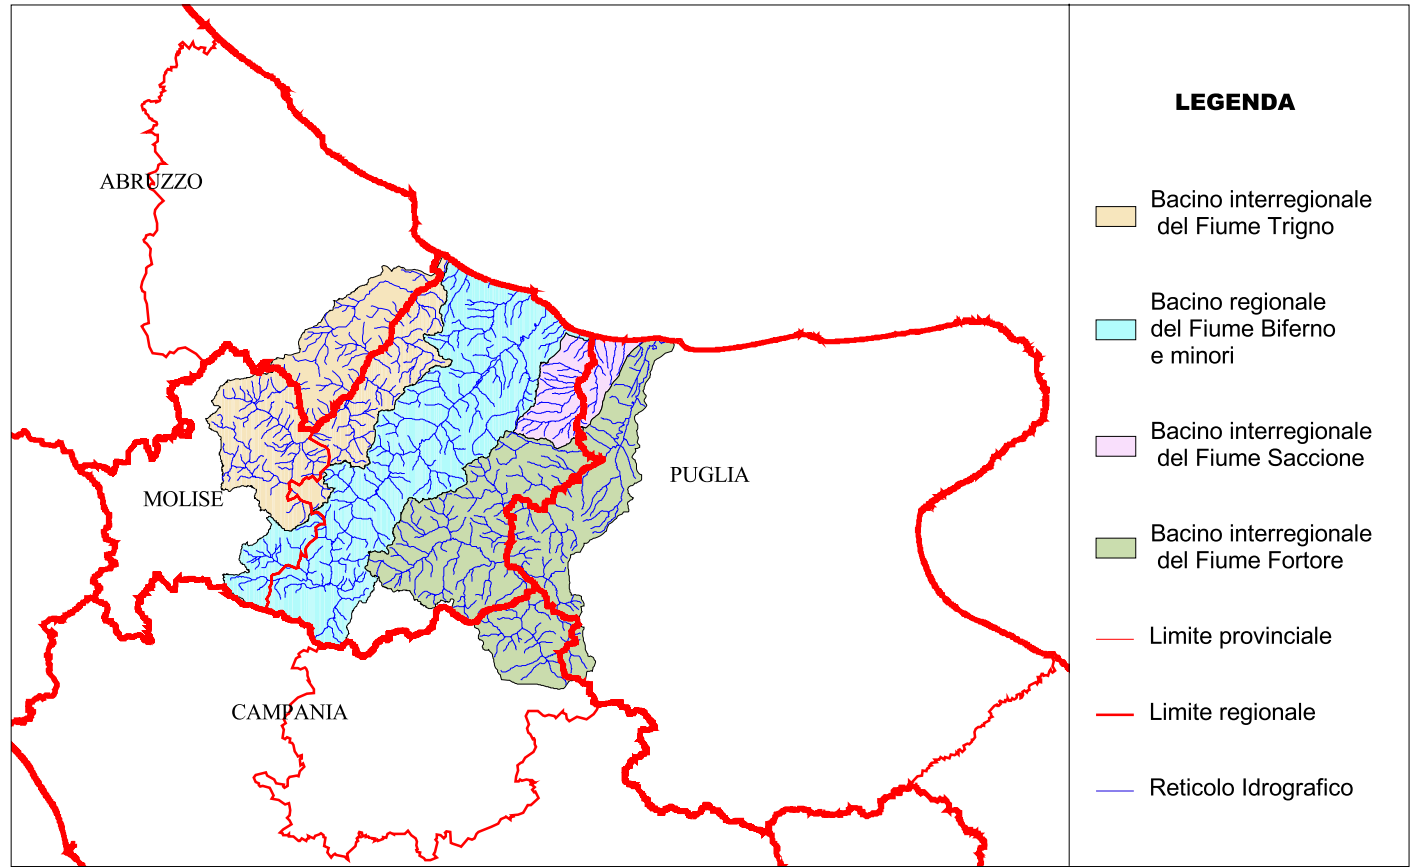 ABRUZZO
MOLISE
PUGLIA
CAMPANIA
LEGENDA
Bacino interregionale
del Fiume Trigno
Bacino regionale
del Fiume Biferno
e minori
Bacino interregionale
del Fiume Saccione
Bacino interregionale
del Fiume Fortore
Limite provinciale
Limite regionale
Reticolo Idrografico